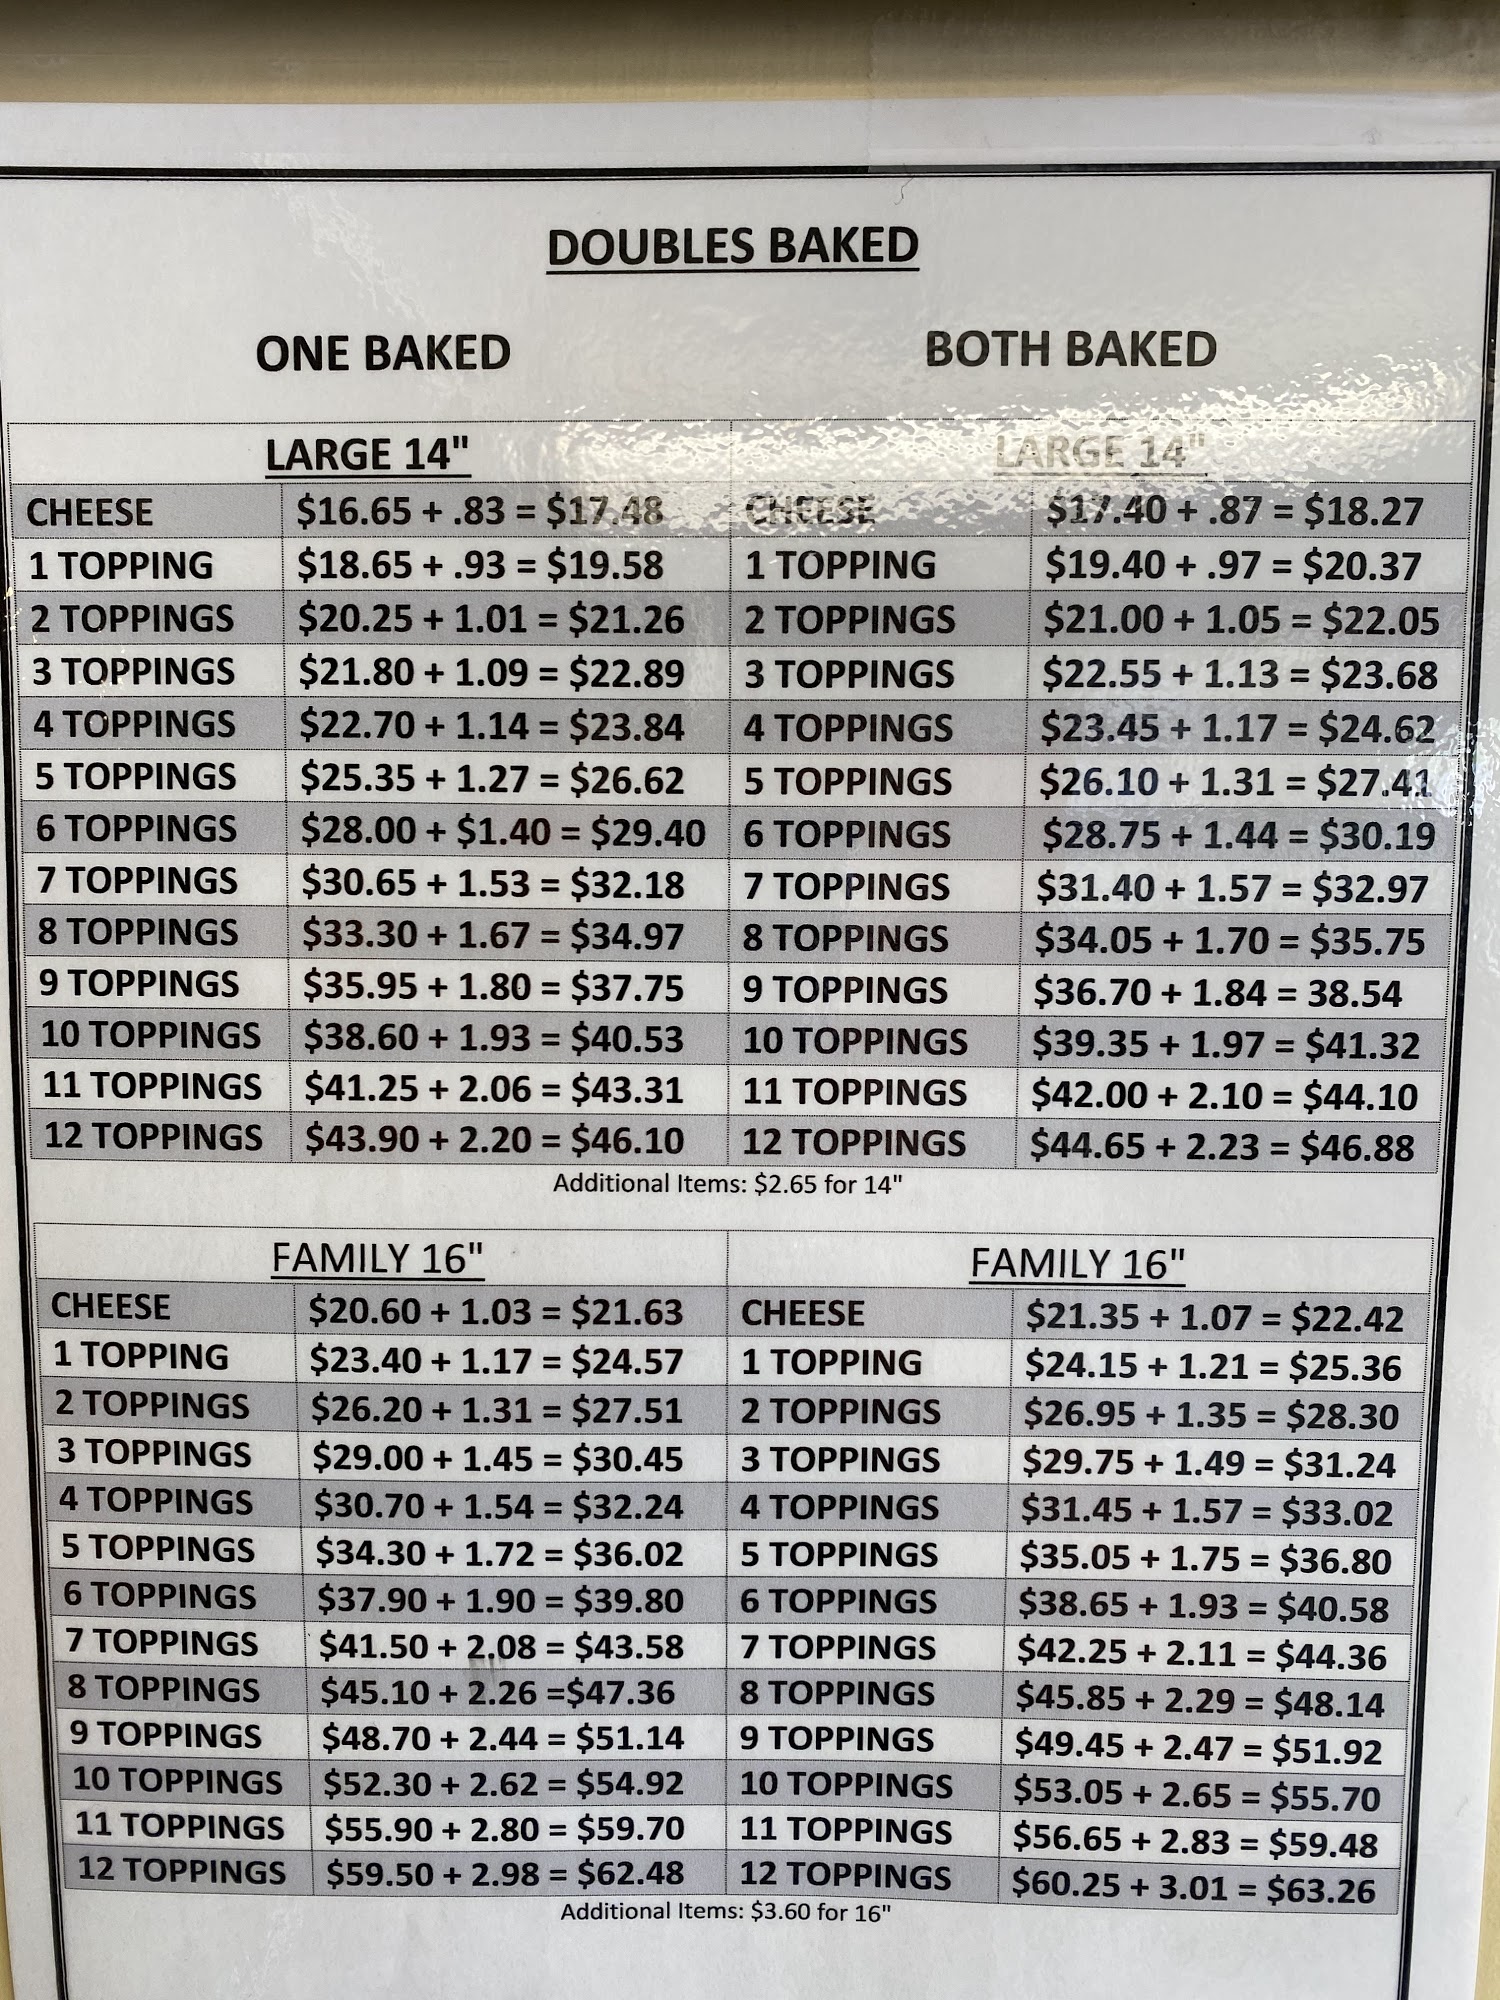 DOUBLES BAKED
ONE BAKED BOTH BAKED
LARGE 14" LARGE 14"
CHEESE $16.65 + .83 = $17.48 CHEESE $17.40 + .87 = $18.27
1 TOPPING $18.65 + .93 = $19.58 1 TOPPING $19.40 + .97 = $20.37
2 TOPPINGS $20.25 + 1.01 = $21.26 2 TOPPINGS $21.00 + 1.05 = $22.05
3 TOPPINGS $21.80 + 1.09 = $22.89 3 TOPPINGS $22.55 + 1.13 = $23.68
4 TOPPINGS $22.70 + 1.14 = $23.84 4 TOPPINGS $23.45 + 1.17 = $24.62
5 TOPPINGS $25.35 + 1.27 = $26.62 5 TOPPINGS $26.10 + 1.31 = $27.41
6 TOPPINGS $28.00 + $1.40 = $29.40 6 TOPPINGS $28.75 + 1.44 = $30.19
7 TOPPINGS $30.65 + 1.53 = $32.18 7 TOPPINGS $31.40 + 1.57 = $32.97
8 TOPPINGS $33.30 + 1.67 = $34.97 8 TOPPINGS $34.05 + 1.70 = $35.75
9 TOPPINGS $35.95 + 1.80 = $37.75 9 TOPPINGS $36.70 + 1.84 = 38.54
10 TOPPINGS $38.60 + 1.93 = $40.53 10 TOPPINGS $39.35 + 1.97 = $41.32
11 TOPPINGS $41.25 + 2.06 = $43.31 11 TOPPINGS $42.00 + 2.10 = $44.10
12 TOPPINGS $43.90 + 2.20 = $46.10 12 TOPPINGS $44.65 + 2.23 = $46.88
Additional Items: $2.65 for 14"
FAMILY 16" FAMILY 16"
CHEESE $20.60 + 1.03 = $21.63 CHEESE $21.35 + 1.07 = $22.42
1 TOPPING $23.40 + 1.17 = $24.57 1 TOPPING $24.15 + 1.21 = $25.36
2 TOPPINGS $26.20 + 1.31 = $27.51 2 TOPPINGS $26.95 + 1.35 = $28.30
3 TOPPINGS $29.00 + 1.45 = $30.45 3 TOPPINGS $29.75 + 1.49 = $31.24
4 TOPPINGS $30.70 + 1.54 = $32.24 4 TOPPINGS $31.45 + 1.57 = $33.02
5 TOPPINGS $34.30 + 1.72 = $36.02 5 TOPPINGS $35.05 + 1.75 = $36.80
6 TOPPINGS $37.90 + 1.90 = $39.80 6 TOPPINGS $38.65 + 1.93 = $40.58
7 TOPPINGS $41.50 + 2.08 = $43.58 7 TOPPINGS $42.25 + 2.11 = $44.36
8 TOPPINGS $45.10 + 2.26 =$47.36 8 TOPPINGS $45.85 + 2.29 = $48.14
9 TOPPINGS $48.70 + 2.44 = $51.14 9 TOPPINGS $49.45 + 2.47 = $51.92
10 TOPPINGS $52.30 + 2.62 = $54.92 10 TOPPINGS $53.05 + 2.65 = $55.70
11 TOPPINGS $55.90 + 2.80 = $59.70 11 TOPPINGS $56.65 + 2.83 = $59.48
12 TOPPINGS $59.50 + 2.98 = $62.48 12 TOPPINGS $60.25 + 3.01 = $63.26
Additional Items: $3.60 for 16"